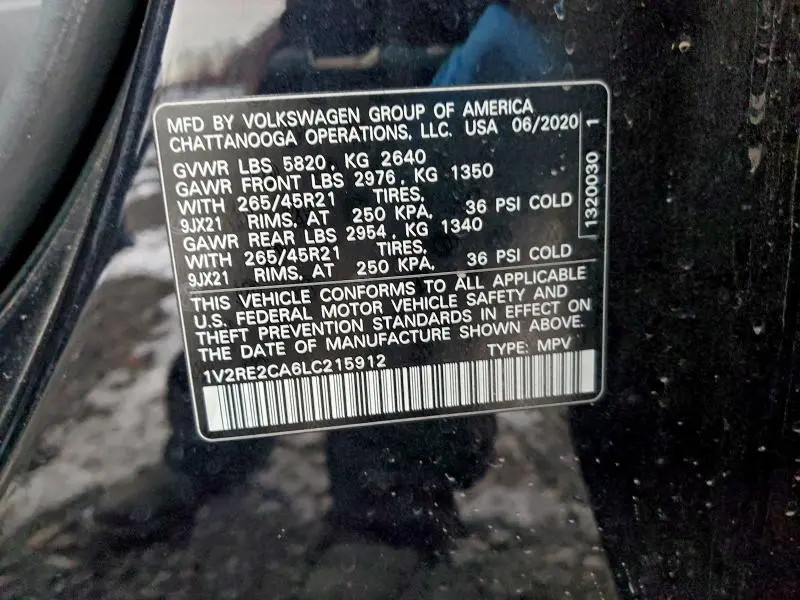 MFD BY VOLKSWAGEN GROUP OF AMERICA
CHATTANOOGA OPERATIONS, LLC. USA 06/2020
GVWR LBS 5820, KG 2640
GAWR FRONT LBS 2976, KG 1350
WITH 265/45R21 TIRES,
9JX21 RIMS, AT 250 KPA, 36 PSI COLD
GAWR REAR LBS 2954, KG 1340
WITH 265/45R21 TIRES,
9JX21 RIMS, AT 250 KPA, 36 PSI COLD
1320030 1
THIS VEHICLE CONFORMS TO ALL APPLICABLE
U.S. FEDERAL MOTOR VEHICLE SAFETY AND
THEFT PREVENTION STANDARDS IN EFFECT ON
THE DATE OF MANUFACTURE SHOWN ABOVE.
1V2RE2CA6LC215912 TYPE: MPV